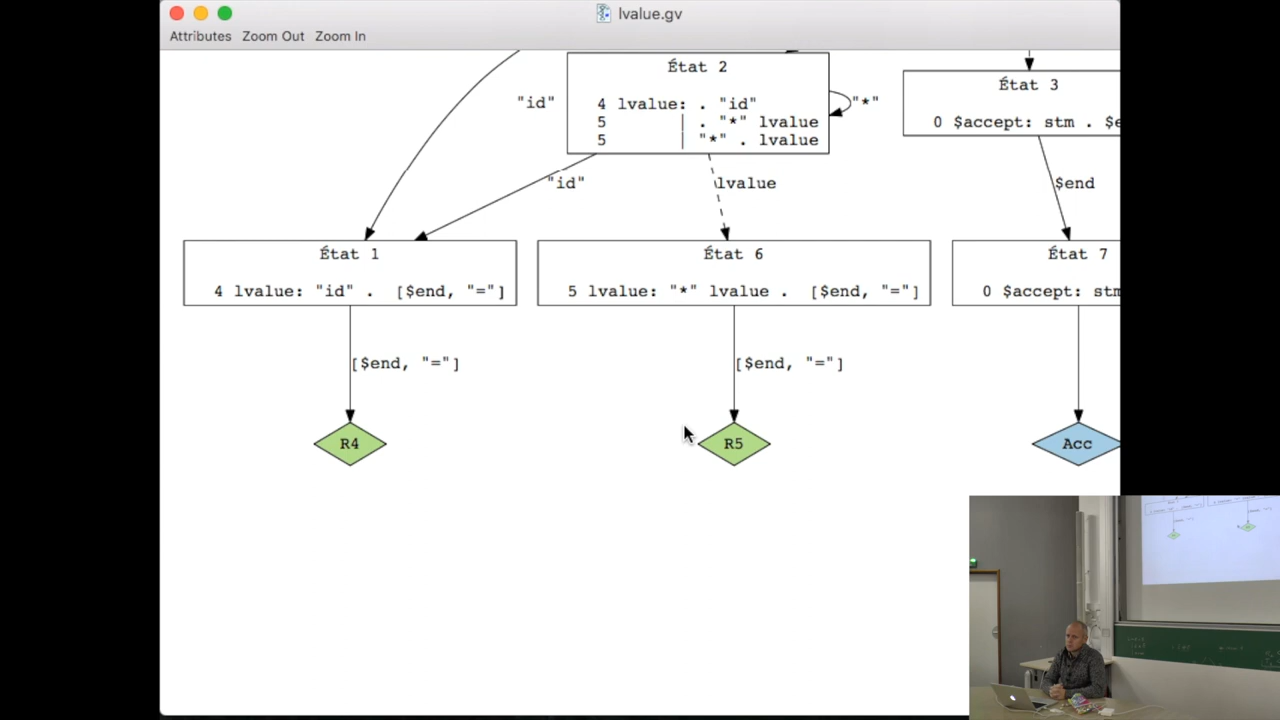 lvalue.gv
Attributes Zoom Out Zoom In
État 2
4 lvalue: . "id"
5 | . "*" lvalue
5 | "*" . lvalue
"id"
"*"
État 3
0 $accept: stm . $e
"id"
lvalue
$end
État 1
4 lvalue: "id" . [$end, "="]
État 6
5 lvalue: "*" lvalue . [$end, "="]
État 7
0 $accept: stm
[$end, "="]
[$end, "="]
R4
R5
Acc